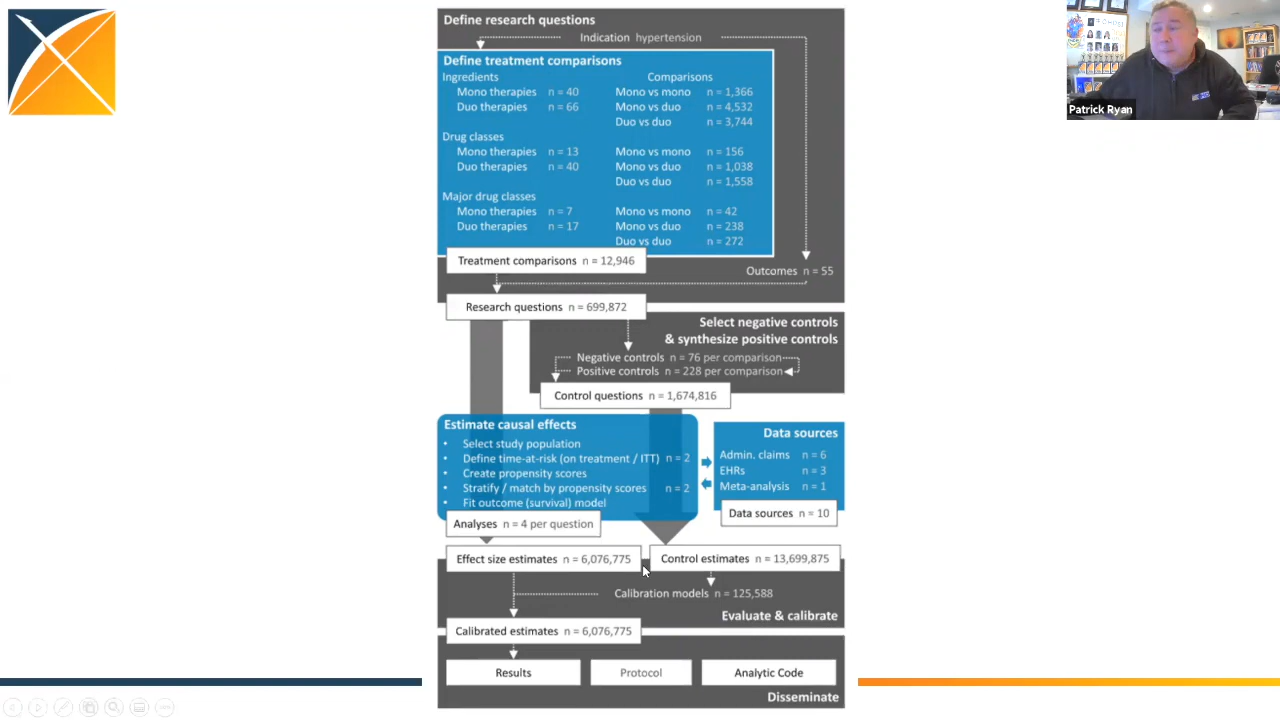 Define research questions
Indication hypertension
Define treatment comparisons
Ingredients Comparisons
Mono therapies n = 40 Mono vs mono n = 1,366
Duo therapies n = 66 Mono vs duo n = 4,532
Duo vs duo n = 3,744
Drug classes
Mono therapies n = 13 Mono vs mono n = 156
Duo therapies n = 40 Mono vs duo n = 1,038
Duo vs duo n = 1,558
Major drug classes
Mono therapies n = 7 Mono vs mono n = 42
Duo therapies n = 17 Mono vs duo n = 238
Duo vs duo n = 272
Treatment comparisons n = 12,946
Outcomes n = 55
Research questions n = 699,872
Select negative controls
& synthesize positive controls
Negative controls n = 76 per comparison
Positive controls n = 228 per comparison
Control questions n = 1,674,816
Estimate causal effects
• Select study population
• Define time-at-risk (on treatment / ITT) n = 2
• Create propensity scores
• Stratify / match by propensity scores n = 2
• Fit outcome (survival) model
Analyses n = 4 per question
Data sources
Admin. claims n = 6
EHRs n = 3
Meta-analysis n = 1
Data sources n = 10
Effect size estimates n = 6,076,775
Control estimates n = 13,699,875
Calibration models n = 125,588
Evaluate & calibrate
Calibrated estimates n = 6,076,775
Results Protocol Analytic Code
Disseminate
Patrick Ryan